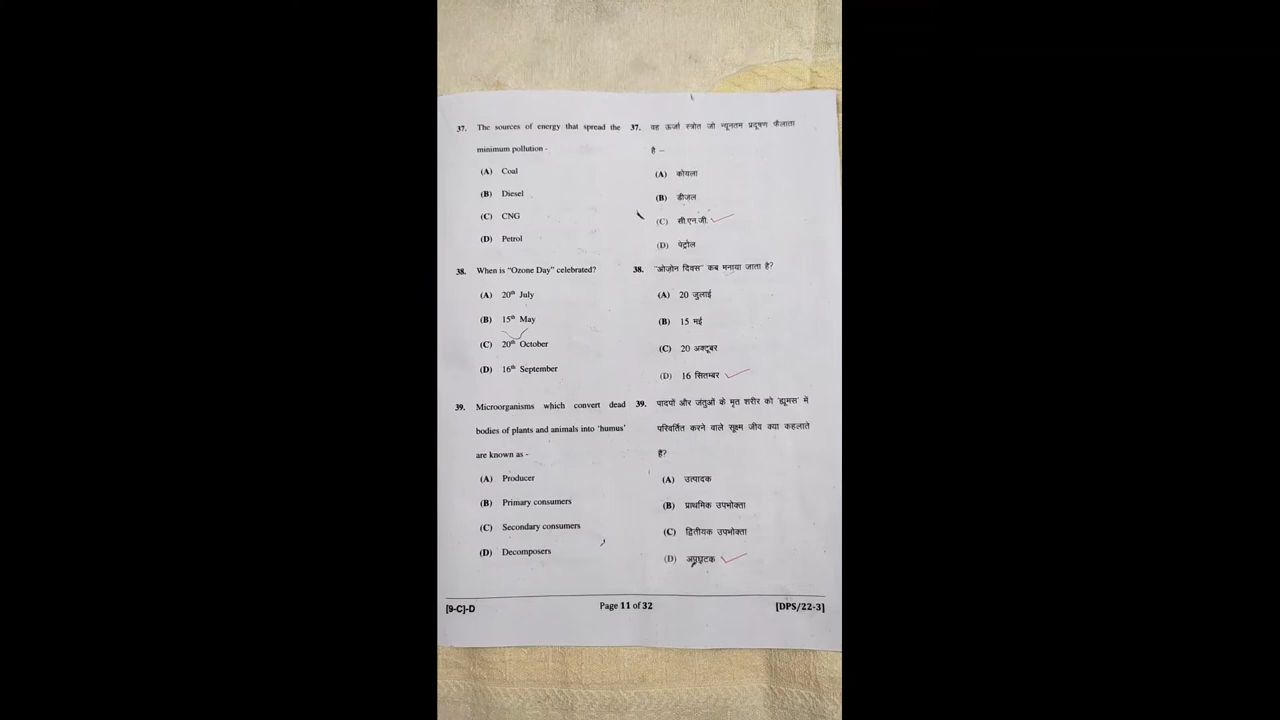 37. The sources of energy that spread the
minimum pollution -
(A) Coal
(B) Diesel
(C) CNG
(D) Petrol
38. When is “Ozone Day” celebrated?
(A) 20th July
(B) 15th May
(C) 20th October
(D) 16th September
39. Microorganisms which convert dead
bodies of plants and animals into ‘humus’
are known as -
(A) Producer
(B) Primary consumers
(C) Secondary consumers
(D) Decomposers
37. वह ऊर्जा स्त्रोत जो न्यूनतम प्रदूषण फैलाता
है –
(A) कोयला
(B) डीज़ल
(C) सी.एन.जी.
(D) पेट्रोल
38. "ओज़ोन दिवस" कब मनाया जाता है?
(A) 20 जुलाई
(B) 15 मई
(C) 20 अक्टूबर
(D) 16 सितम्बर
39. पादपों और जंतुओं के मृत शरीर को 'ह्यूमस' में
परिवर्तित करने वाले सूक्ष्म जीव क्या कहलाते
हैं?
(A) उत्पादक
(B) प्राथमिक उपभोक्ता
(C) द्वितीयक उपभोक्ता
(D) अपघटक
[9-C]-D Page 11 of 32 [DPS/22-3]